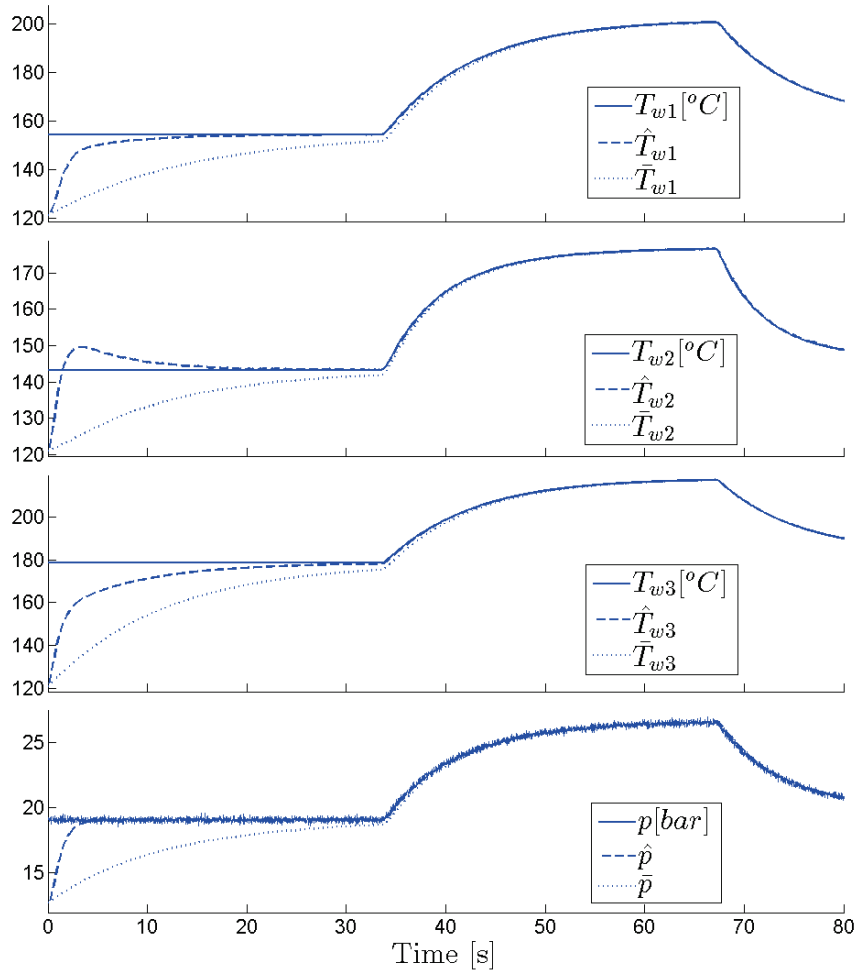 200
180
160
140
120
T_{w1}[^oC]
\hat{T}_{w1}
\bar{T}_{w1}
170
160
150
140
130
120
T_{w2}[^oC]
\hat{T}_{w2}
\bar{T}_{w2}
200
180
160
140
120
T_{w3}[^oC]
\hat{T}_{w3}
\bar{T}_{w3}
25
20
15
p[bar]
\hat{p}
\bar{p}
0 10 20 30 40 50 60 70 80
Time [s]